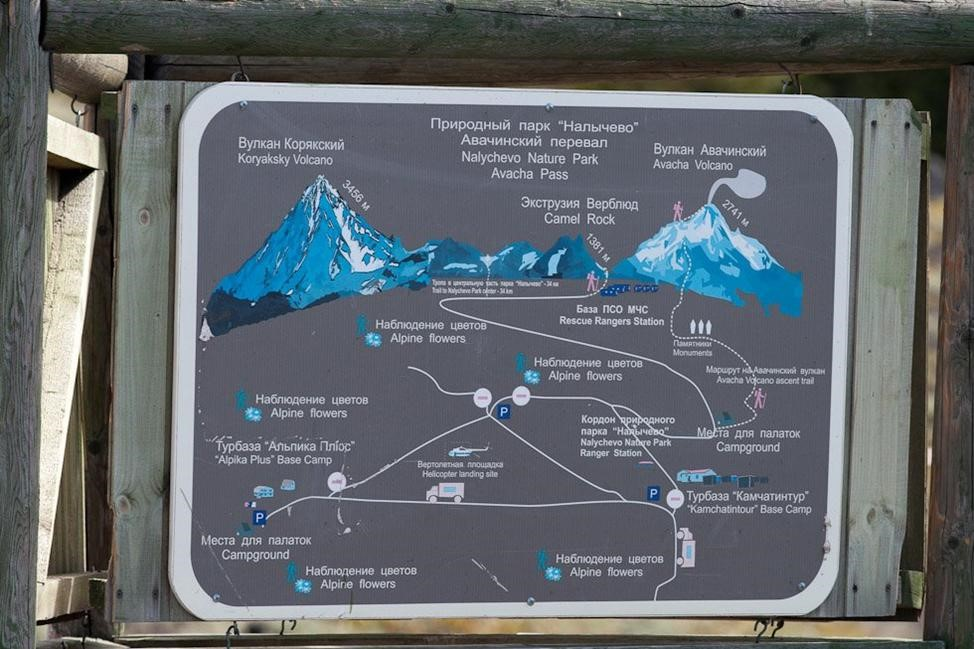 Природный парк "Налычево"
Авачинский перевал
Nalychevo Nature Park
Avacha Pass
Вулкан Корякский
Koryaksky Volcano
3456 м
Вулкан Авачинский
Avacha Volcano
2741 м
Экструзия Верблюд
Camel Rock
1381 м
Тропа в центральную часть парка "Налычево" - 34 км
Trail to Nalychevo Park center - 34 km
База ПСО МЧС
Rescue Rangers Station
Наблюдение цветов
Alpine flowers
Памятники
Monuments
Наблюдение цветов
Alpine flowers
Маршрут на Авачинский вулкан
Avacha Volcano ascent trail
Наблюдение цветов
Alpine flowers
P
Кордон природного
парка "Налычево"
Nalychevo Nature Park
Ranger Station
Места для палаток
Campground
Турбаза "Альпика Плюс"
"Alpika Plus" Base Camp
Вертолетная площадка
Helicopter landing site
P
Турбаза "Камчатинтур"
"Kamchatintour" Base Camp
P
Места для палаток
Campground
Наблюдение цветов
Alpine flowers
Наблюдение цветов
Alpine flowers